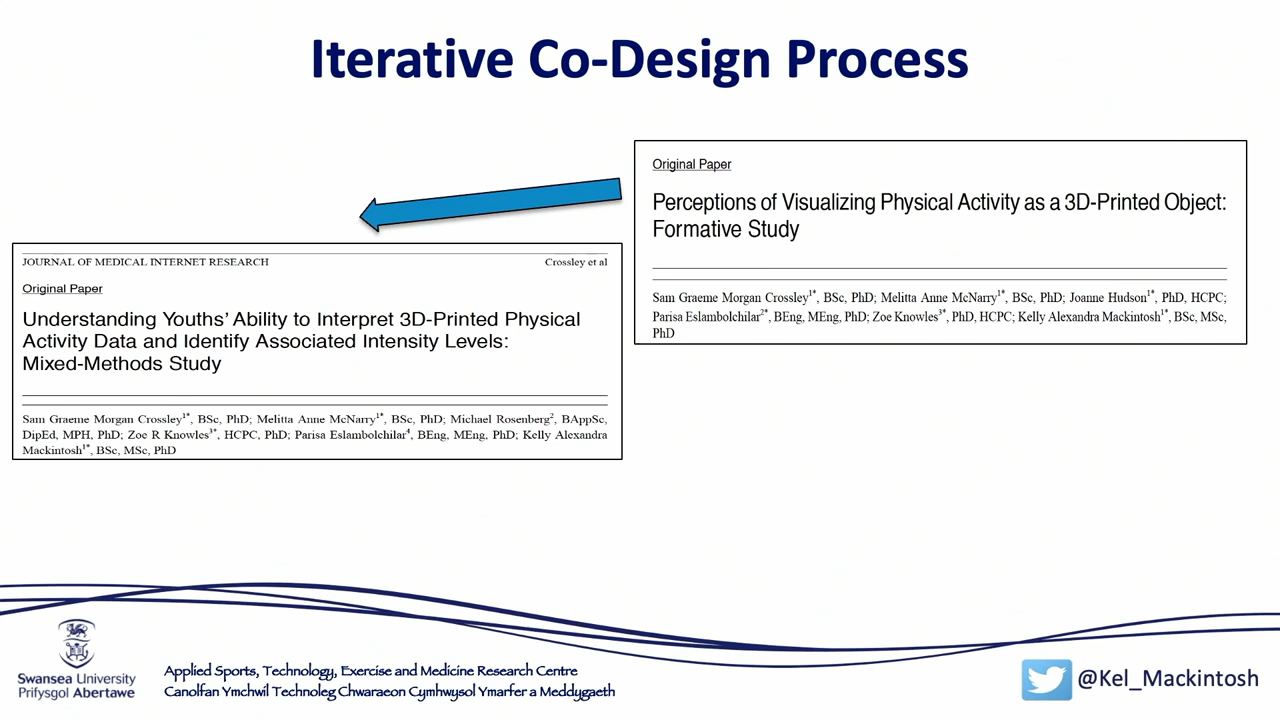 Iterative Co-Design Process
Original Paper
Perceptions of Visualizing Physical Activity as a 3D-Printed Object:
Formative Study
Sam Graeme Morgan Crossley1*, BSc, PhD; Melitta Anne McNarry1*, BSc, PhD; Joanne Hudson1*, PhD, HCPC;
Parisa Eslambolchilar2*, BEng, MEng, PhD; Zoe Knowles3*, PhD, HCPC; Kelly Alexandra Mackintosh1*, BSc, MSc,
PhD
JOURNAL OF MEDICAL INTERNET RESEARCH Crossley et al
Original Paper
Understanding Youths’ Ability to Interpret 3D-Printed Physical
Activity Data and Identify Associated Intensity Levels:
Mixed-Methods Study
Sam Graeme Morgan Crossley1*, BSc, PhD; Melitta Anne McNarry1*, BSc, PhD; Michael Rosenberg2, BAppSc,
DipEd, MPH, PhD; Zoe R Knowles3*, HCPC, PhD; Parisa Eslambolchilar4, BEng, MEng, PhD; Kelly Alexandra
Mackintosh1*, BSc, MSc, PhD
Swansea University
Prifysgol Abertawe
Applied Sports, Technology, Exercise and Medicine Research Centre
Canolfan Ymchwil Technoleg Chwaraeon Cymhwysol Ymarfer a Meddygaeth
@Kel_Mackintosh